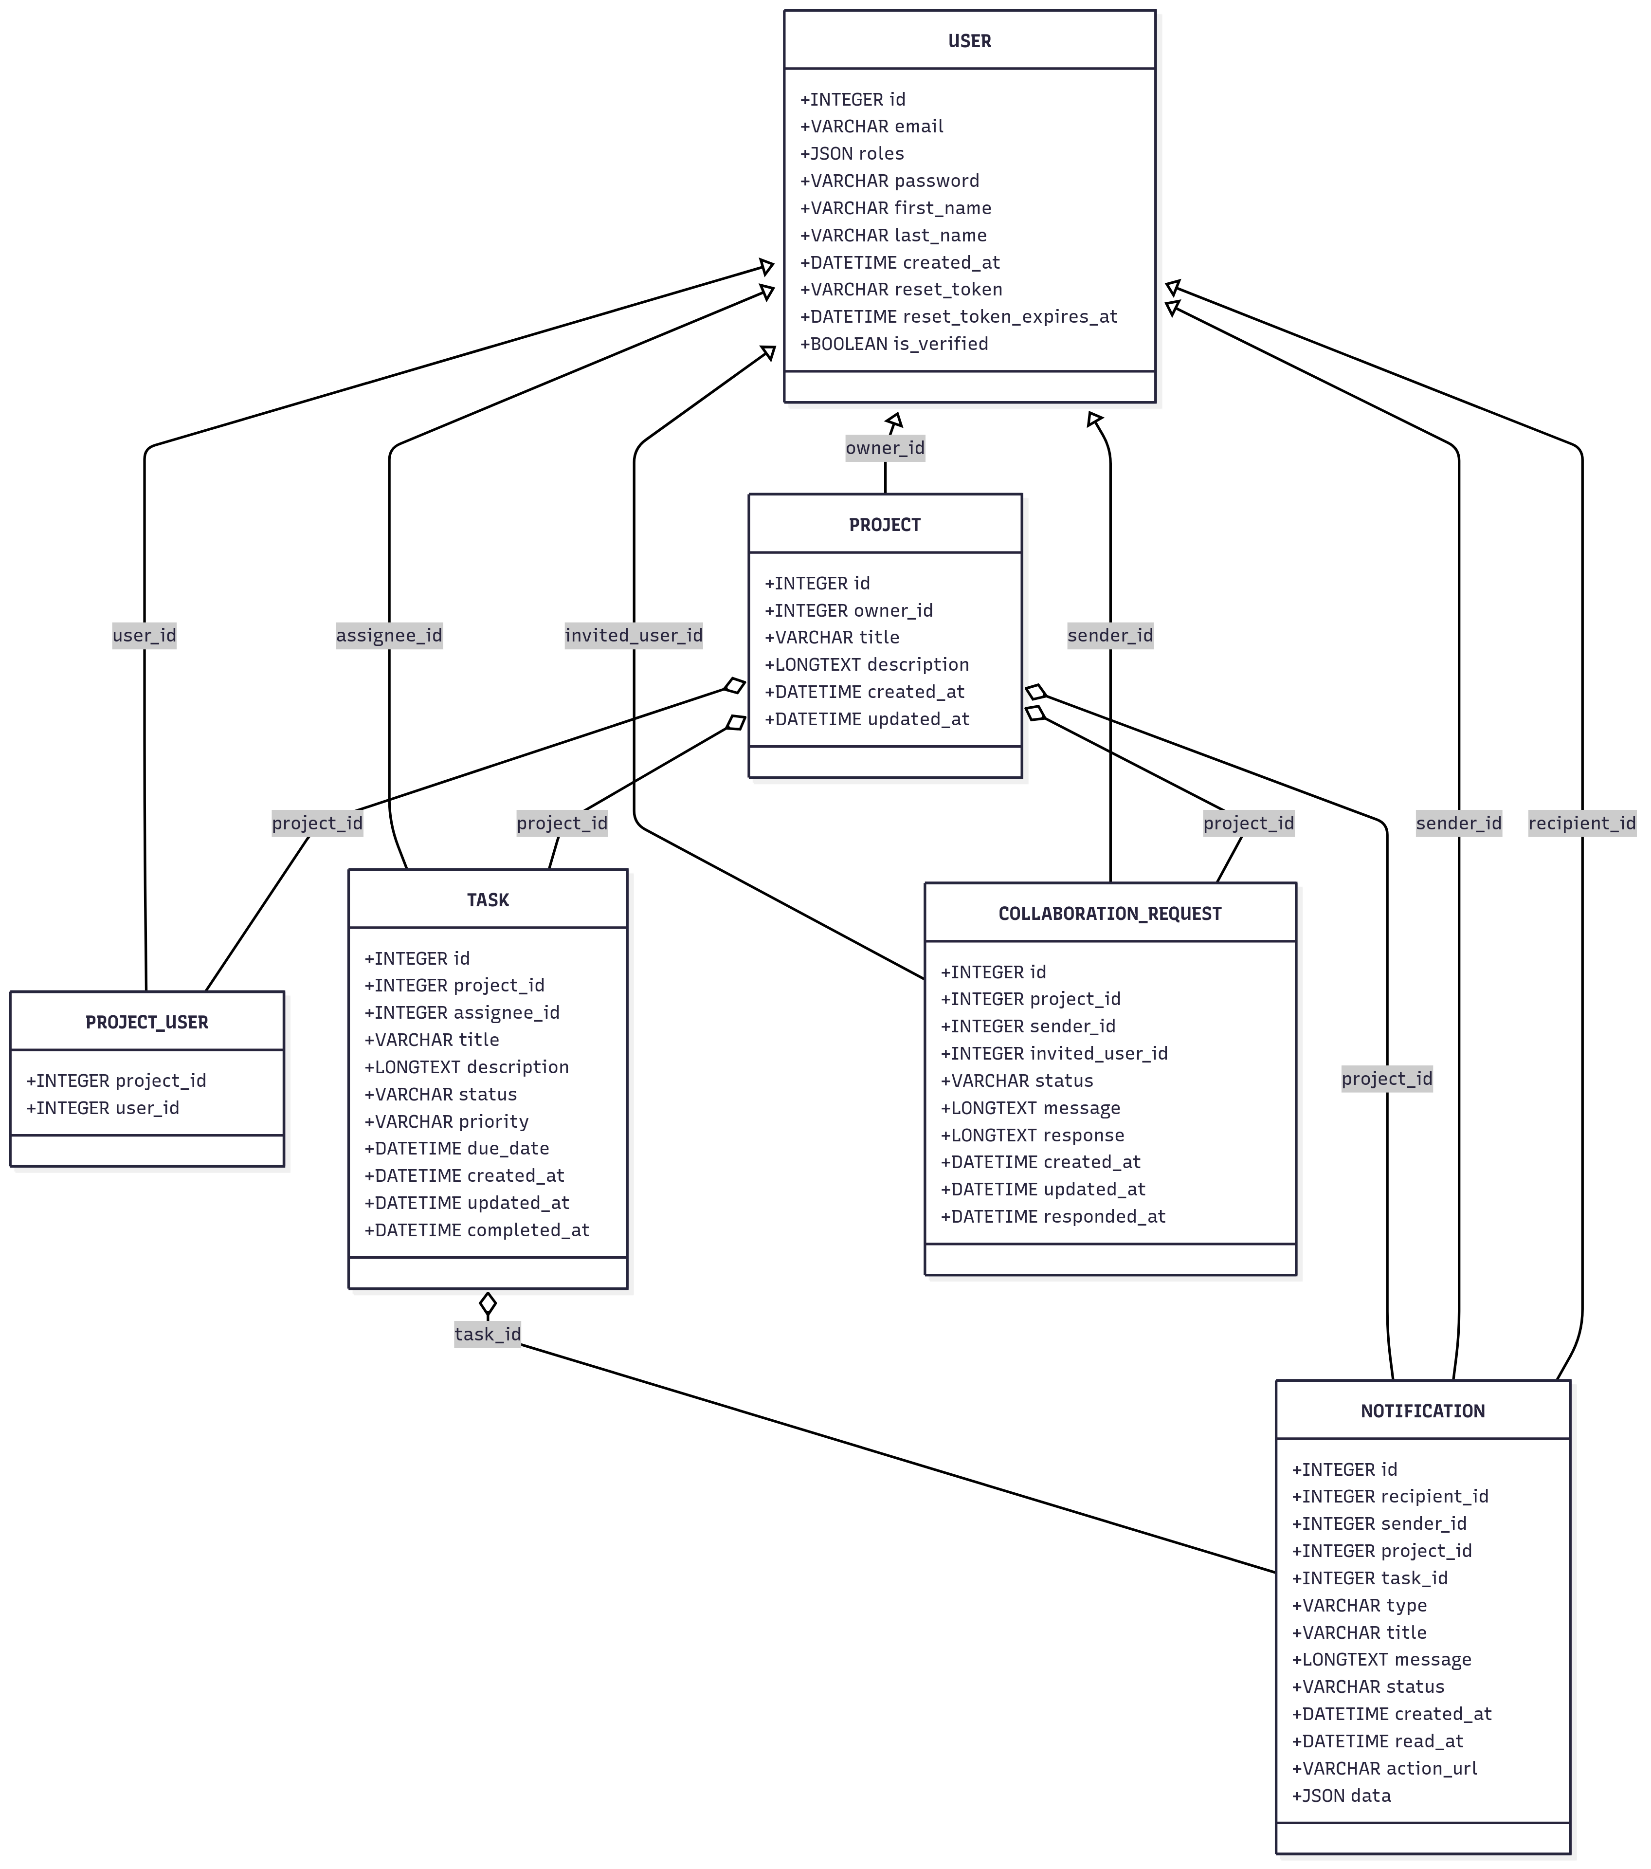 USER
+INTEGER id
+VARCHAR email
+JSON roles
+VARCHAR password
+VARCHAR first_name
+VARCHAR last_name
+DATETIME created_at
+VARCHAR reset_token
+DATETIME reset_token_expires_at
+BOOLEAN is_verified
owner_id
PROJECT
+INTEGER id
+INTEGER owner_id
+VARCHAR title
+LONGTEXT description
+DATETIME created_at
+DATETIME updated_at
user_id
assignee_id
invited_user_id
sender_id
project_id
project_id
project_id
sender_id
recipient_id
TASK
+INTEGER id
+INTEGER project_id
+INTEGER assignee_id
+VARCHAR title
+LONGTEXT description
+VARCHAR status
+VARCHAR priority
+DATETIME due_date
+DATETIME created_at
+DATETIME updated_at
+DATETIME completed_at
COLLABORATION_REQUEST
+INTEGER id
+INTEGER project_id
+INTEGER sender_id
+INTEGER invited_user_id
+VARCHAR status
+LONGTEXT message
+LONGTEXT response
+DATETIME created_at
+DATETIME updated_at
+DATETIME responded_at
PROJECT_USER
+INTEGER project_id
+INTEGER user_id
project_id
task_id
NOTIFICATION
+INTEGER id
+INTEGER recipient_id
+INTEGER sender_id
+INTEGER project_id
+INTEGER task_id
+VARCHAR type
+VARCHAR title
+LONGTEXT message
+VARCHAR status
+DATETIME created_at
+DATETIME read_at
+VARCHAR action_url
+JSON data